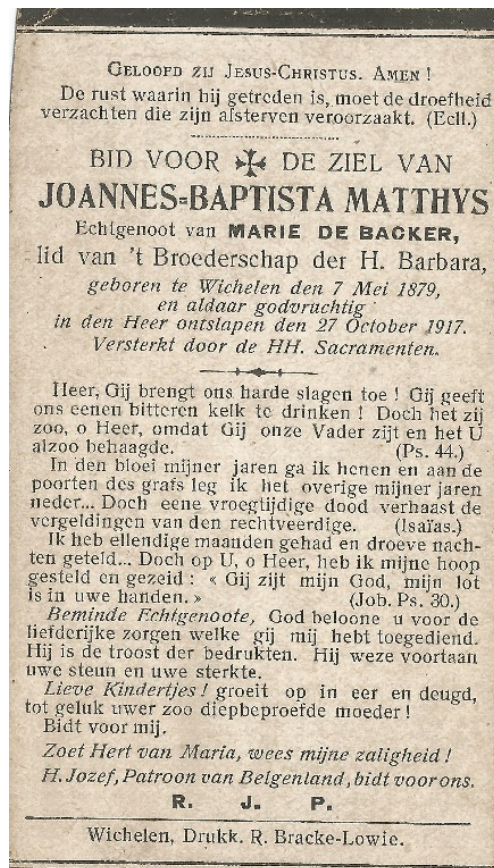 GELOOFD ZIJ JESUS-CHRISTUS. AMEN !
De rust waarin hij getreden is, moet de droefheid
verzachten die zijn afsterven veroorzaakt. (Ecll.)
BID VOOR ✠ DE ZIEL VAN
JOANNES=BAPTISTA MATTHYS
Echtgenoot van MARIE DE BACKER,
lid van 't Broederschap der H. Barbara,
geboren te Wichelen den 7 Mei 1879,
en aldaar godvruchtig
in den Heer ontslapen den 27 October 1917.
Versterkt door de HH. Sacramenten.
Heer, Gij brengt ons harde slagen toe ! Gij geeft
ons eenen bitteren kelk te drinken ! Doch het zij
zoo, o Heer, omdat Gij onze Vader zijt en het U
alzoo behaagde. (Ps. 44.)
In den bloei mijner jaren ga ik henen en aan de
poorten des grafs leg ik het overige mijner jaren
neder... Doch eene vroegtijdige dood verhaast de
vergeldingen van den rechtveerdige. (Isaïas.)
Ik heb ellendige maanden gehad en droeve nach-
ten geteld... Doch op U, o Heer, heb ik mijne hoop
gesteld en gezeid : « Gij zijt mijn God, mijn lot
is in uwe handen. » (Job. Ps. 30.)
Beminde Echtgenoote, God beloone u voor de
liefderijke zorgen welke gij mij hebt toegediend.
Hij is de troost der bedrukten. Hij weze voortaan
uwe steun en uwe sterkte.
Lieve Kindertjes ! groeit op in eer en deugd,
tot geluk uwer zoo diepbeproefde moeder !
Bidt voor mij.
Zoet Hert van Maria, wees mijne zaligheid !
H. Jozef, Patroon van Belgenland, bidt voor ons.
R. J. P.
Wichelen, Drukk. R. Bracke-Lowie.